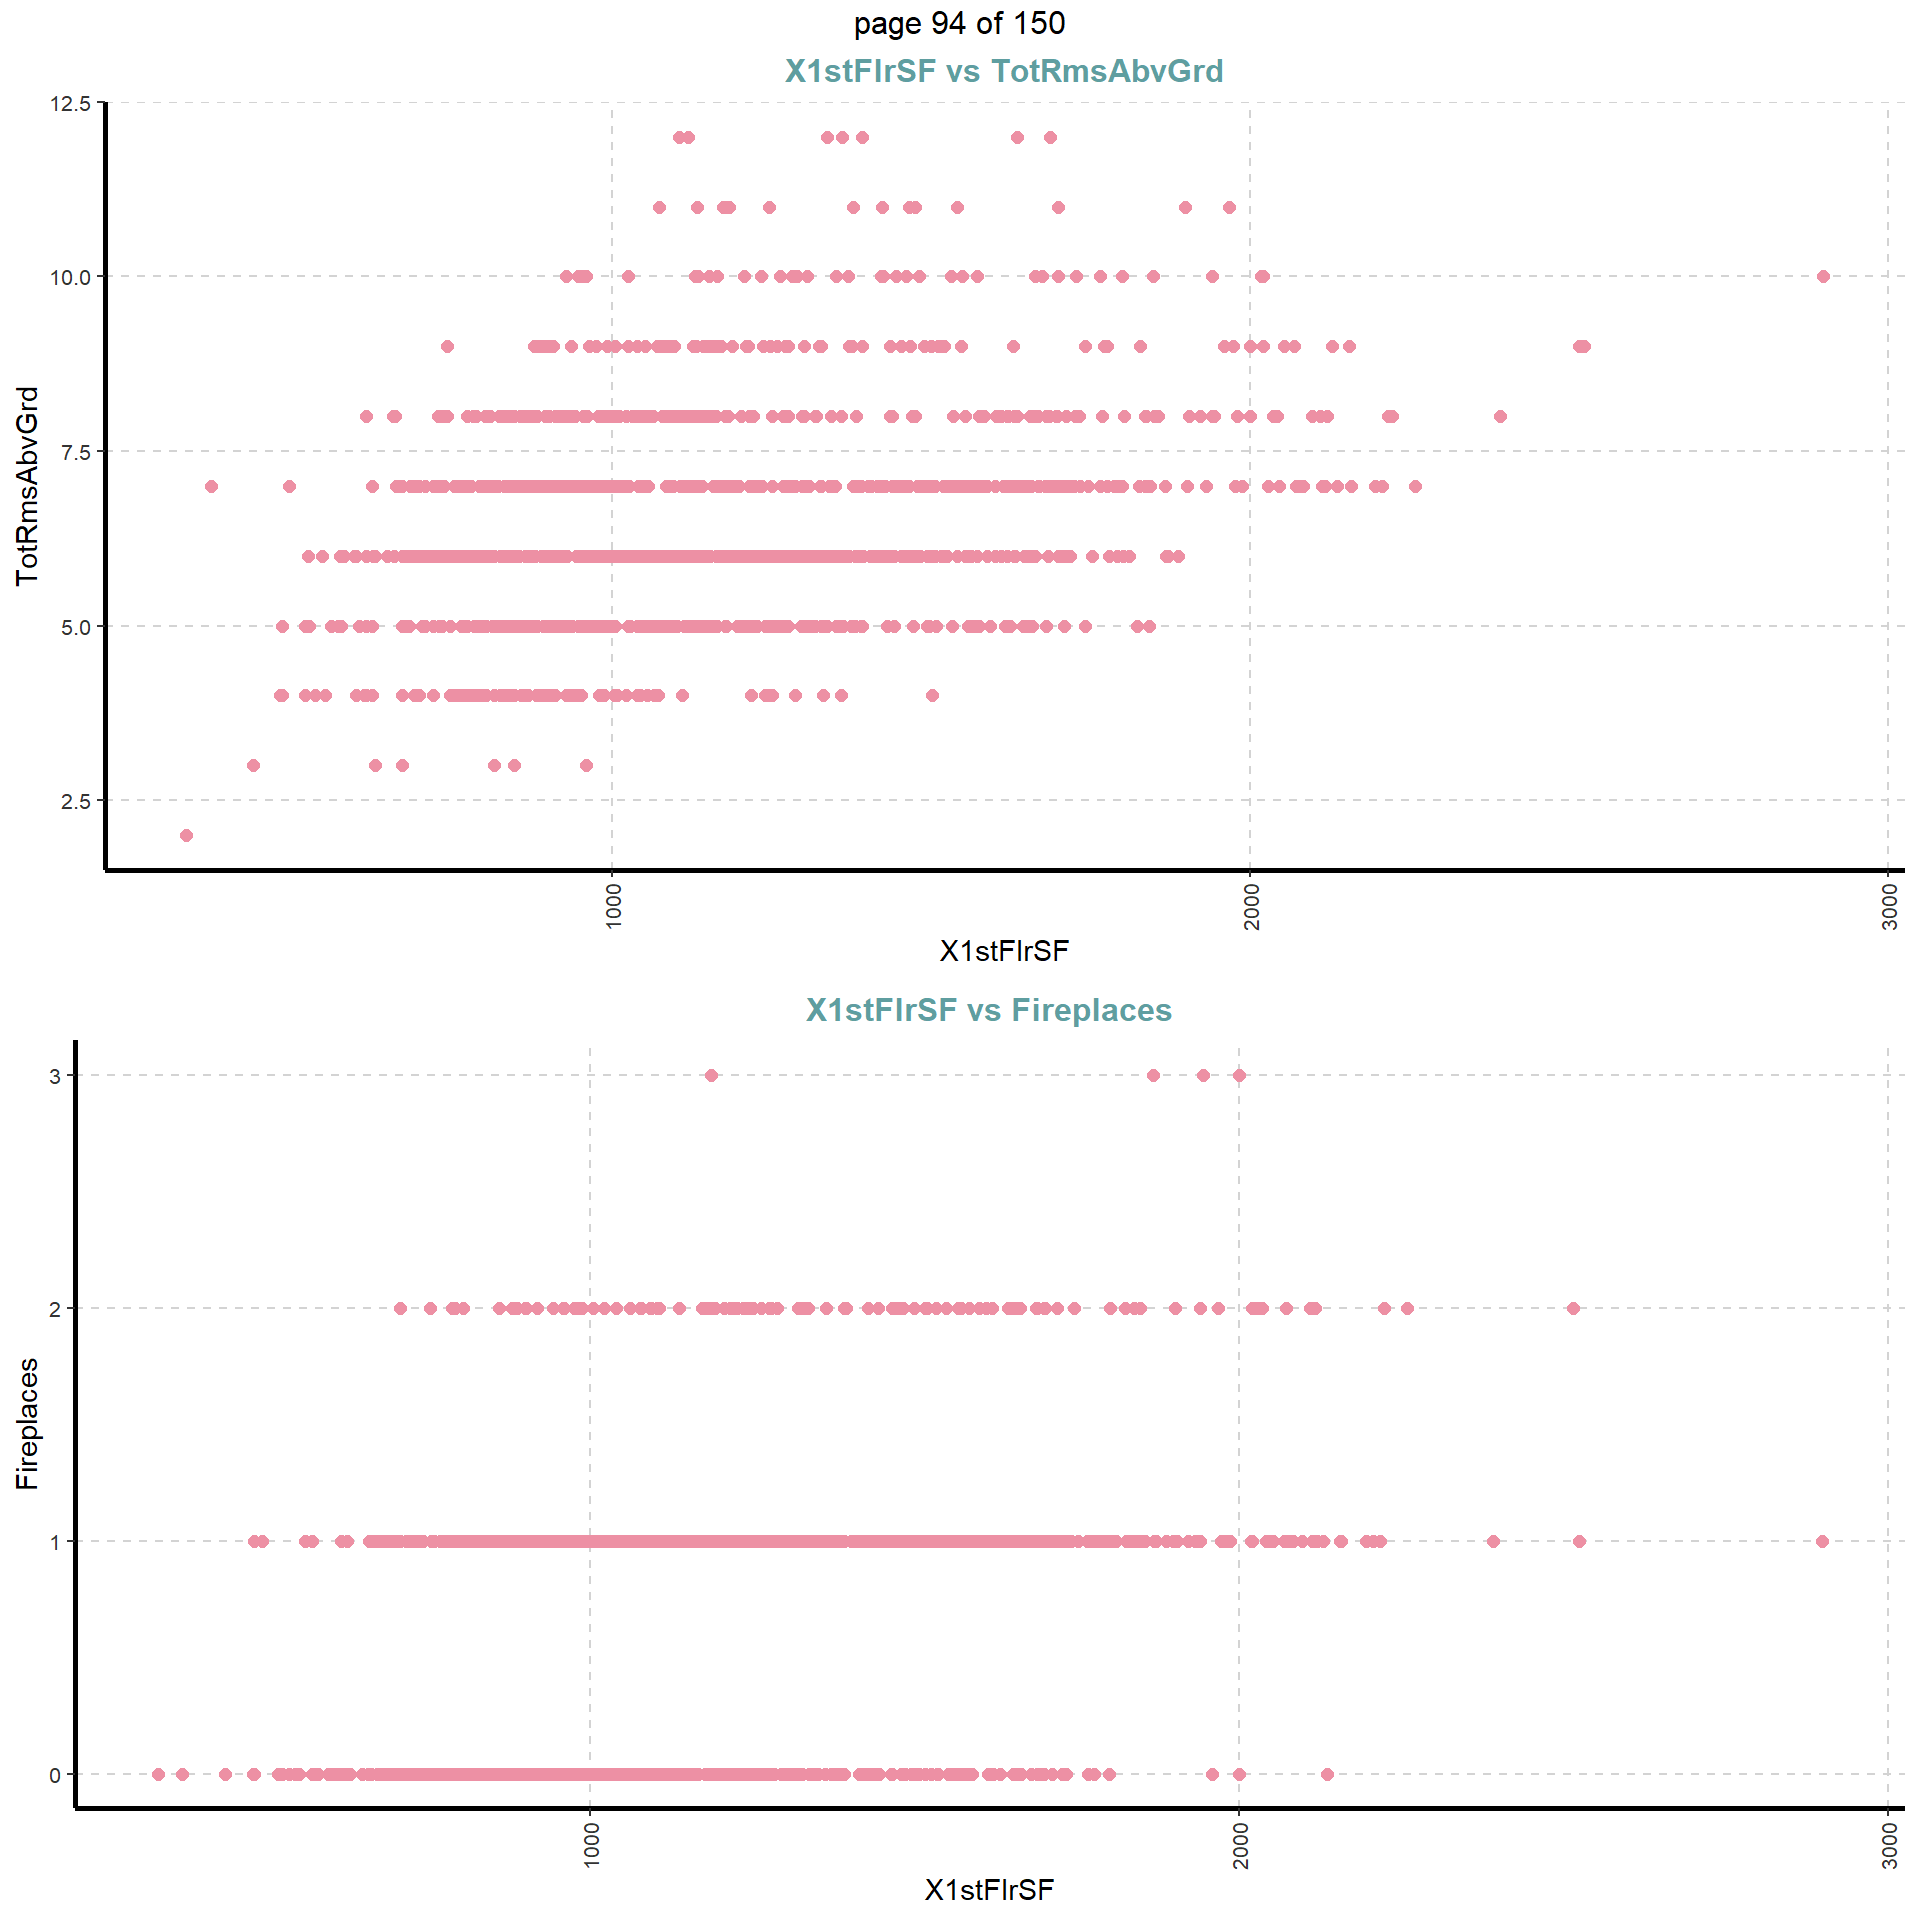 page 94 of 150
X1stFlrSF vs TotRmsAbvGrd
12.5
10.0
7.5
5.0
2.5
TotRmsAbvGrd
1000
2000
3000
X1stFlrSF
X1stFlrSF vs Fireplaces
3
2
1
0
Fireplaces
1000
2000
3000
X1stFlrSF